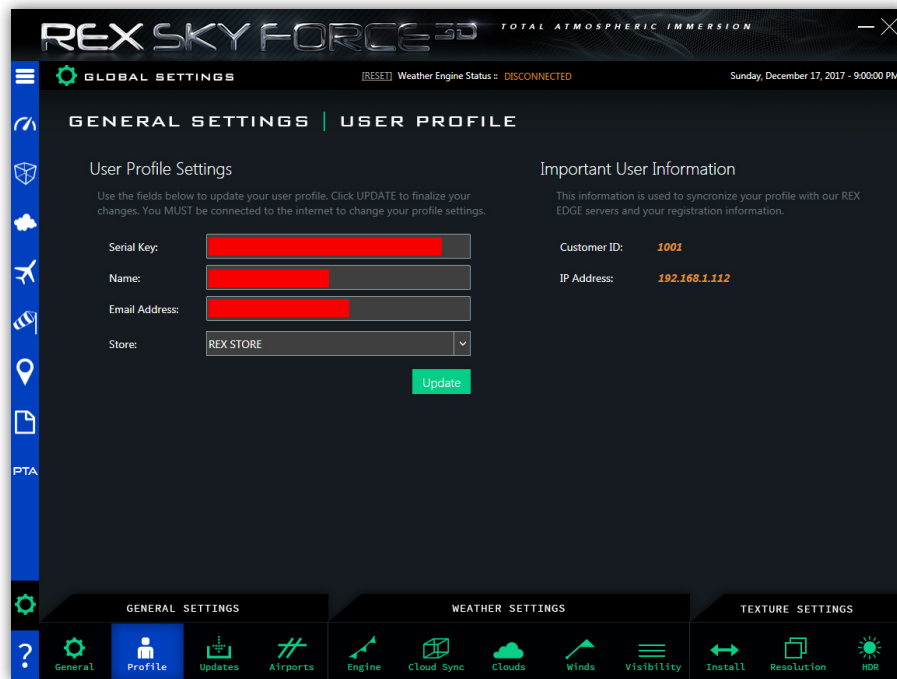 REX SKY FORCE 3D TOTAL ATMOSPHERIC IMMERSION
GLOBAL SETTINGS [RESET] Weather Engine Status :: DISCONNECTED Sunday, December 17, 2017 - 9:00:00 PM
GENERAL SETTINGS | USER PROFILE
User Profile Settings
Use the fields below to update your user profile. Click UPDATE to finalize your
changes. You MUST be connected to the internet to change your profile settings.
Serial Key:
Name:
Email Address:
Store: REX STORE
Update
Important User Information
This information is used to syncronize your profile with our REX
EDGE servers and your registration information.
Customer ID: 1001
IP Address: 192.168.1.112
PTA
GENERAL SETTINGS WEATHER SETTINGS TEXTURE SETTINGS
? General Profile Updates Airports Engine Cloud Sync Clouds Winds Visibility Install Resolution HDR